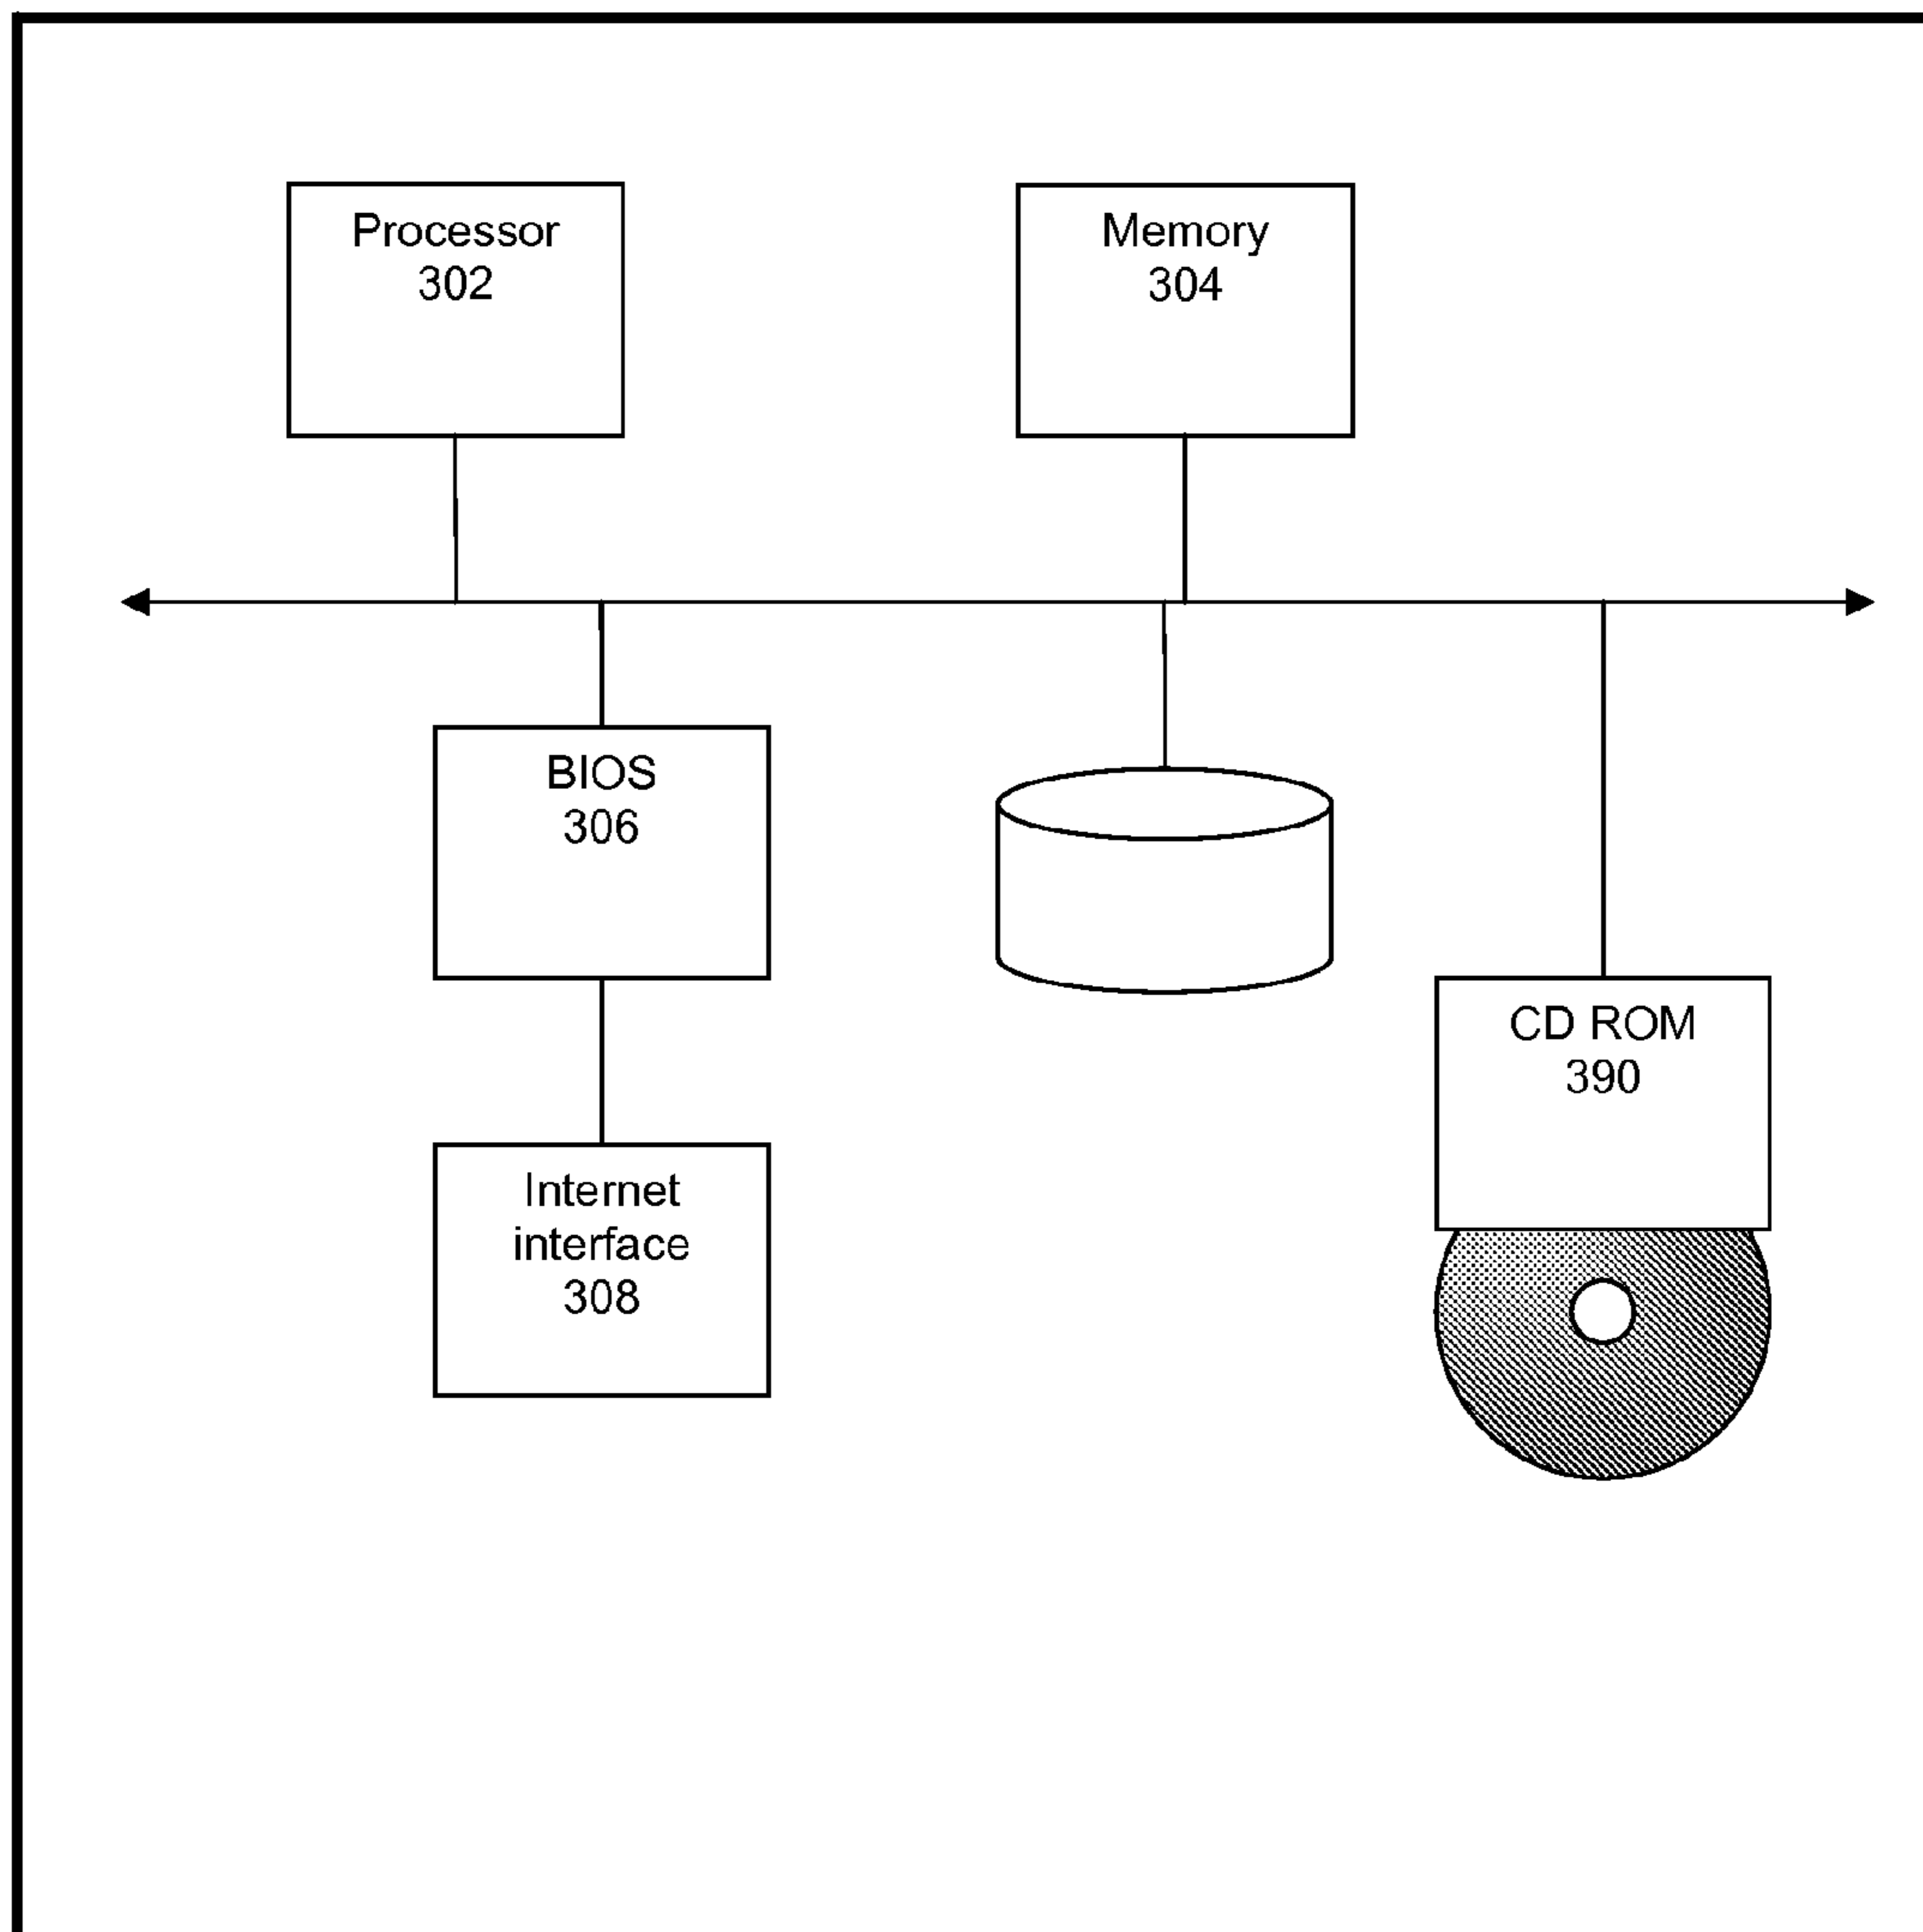 Processor
302
Memory
304
BIOS
306
CD ROM
390
Internet
interface
308